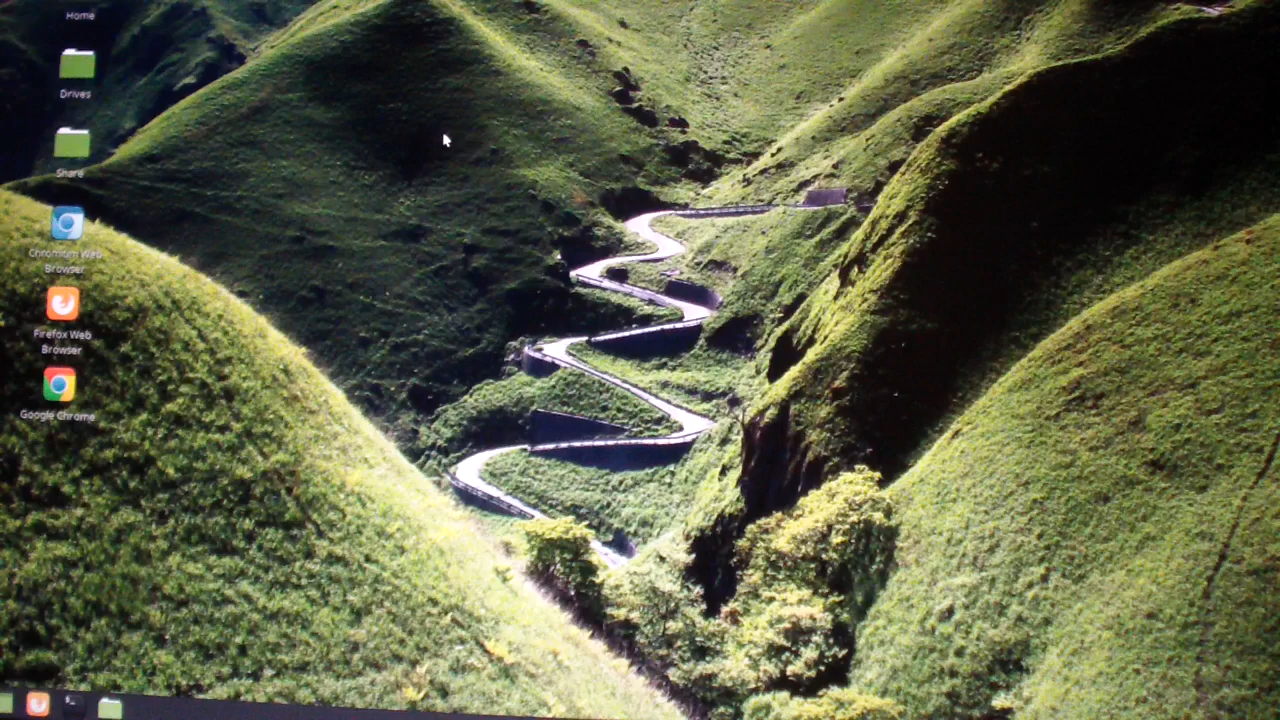 Home
Drives
Share
Chromium Web
Browser
Firefox Web
Browser
Google Chrome